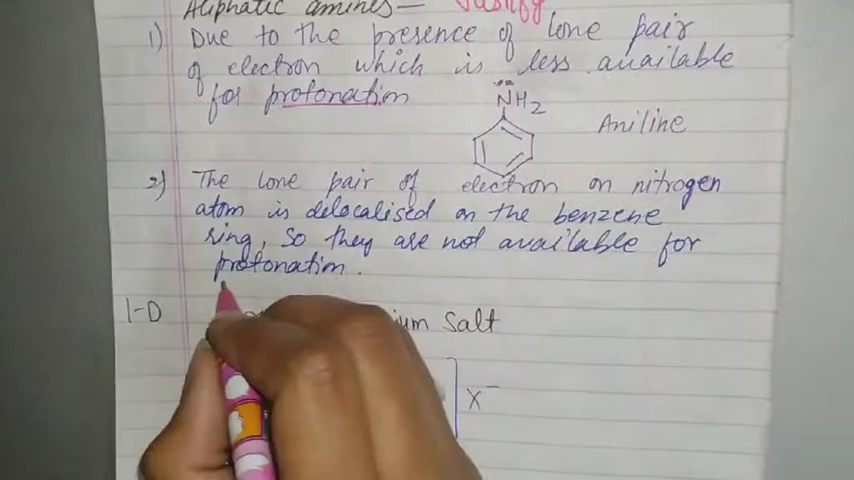 Aliphatic amines — Justify
1) Due to the presence of lone pair
of electron which is less available
for protonation
NH2
Aniline
2) The lone pair of electron on nitrogen
atom is delocalised on the benzene
ring, so they are not available for
protonation.
1-D
Salt
X−